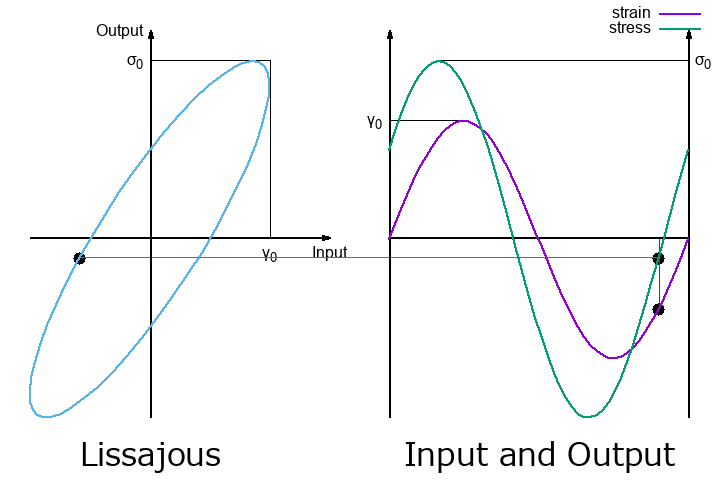 strain
stress
Output
σ0
σ0
γ0
γ0
Input
Lissajous
Input and Output